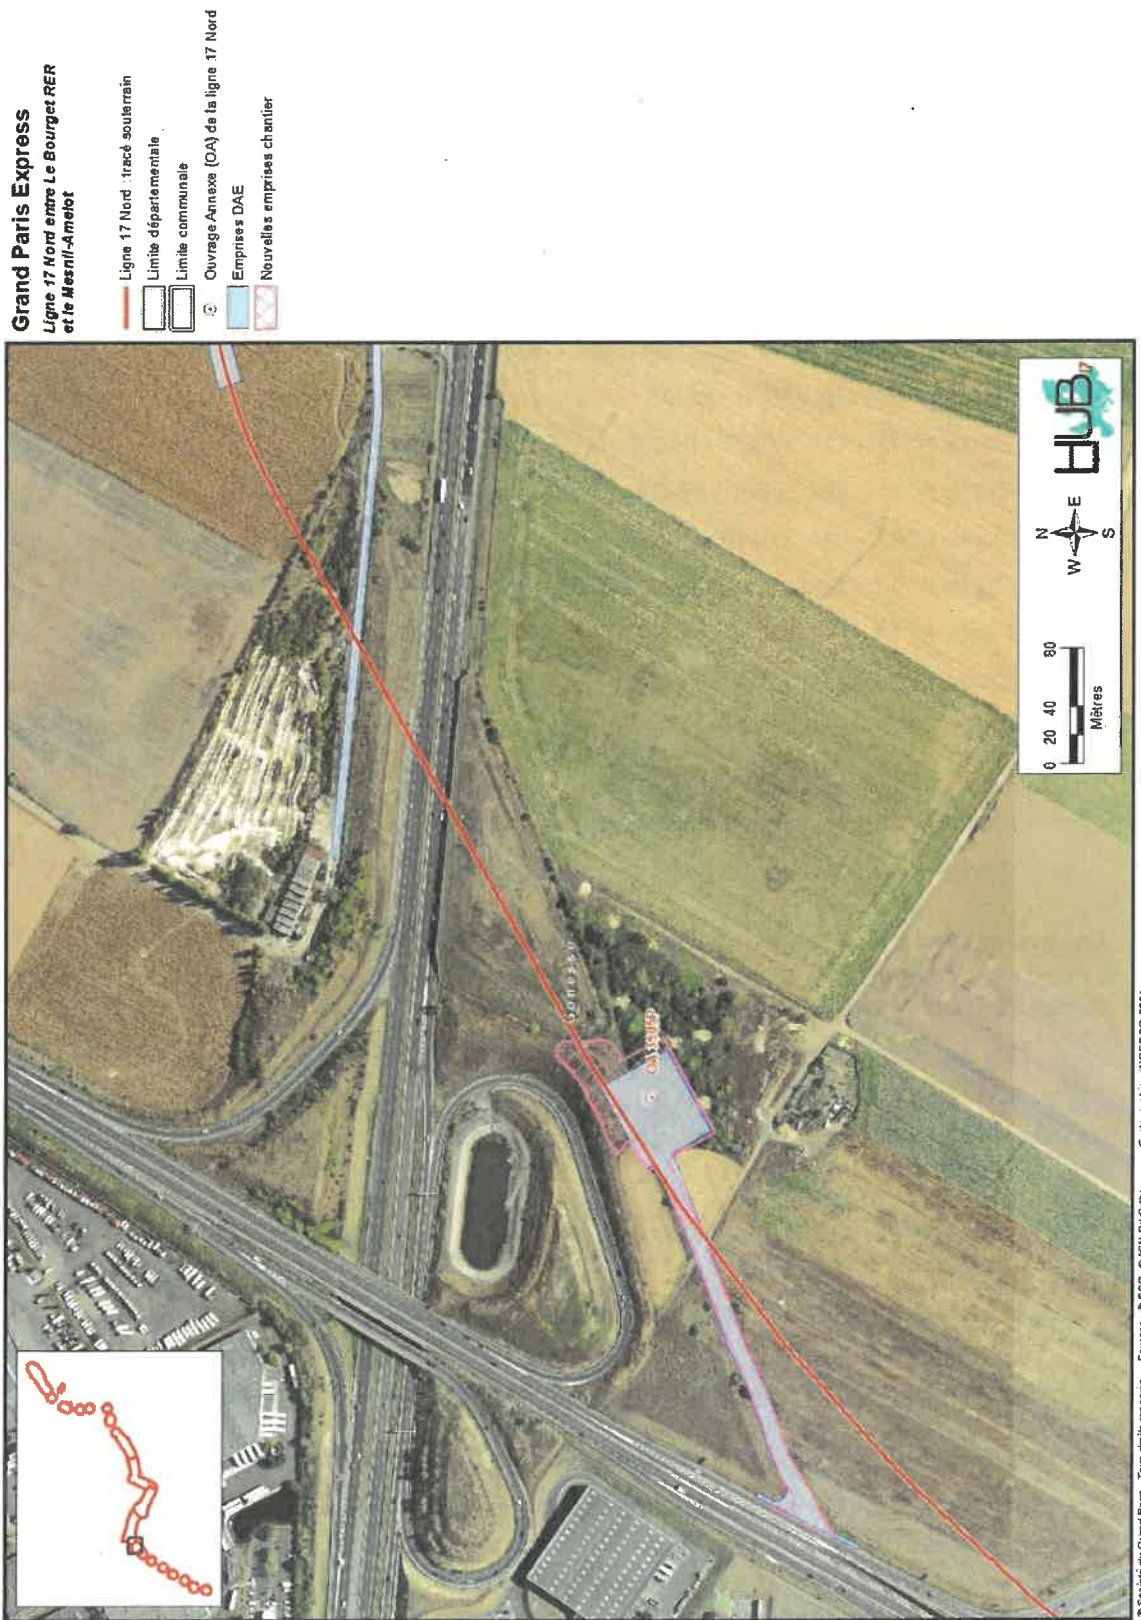 Grand Paris Express
Ligne 17 Nord entre Le Bourget RER
et le Mesnil-Amelot
Ligne 17 Nord : tracé souterrain
Limite départementale
Limite communale
Ouvrage Annexe (OA) de la ligne 17 Nord
Emprises DAE
Nouvelles emprises chantier
Gonesse
0 20 40 80
Mètres
N
W E
S
HUB
17